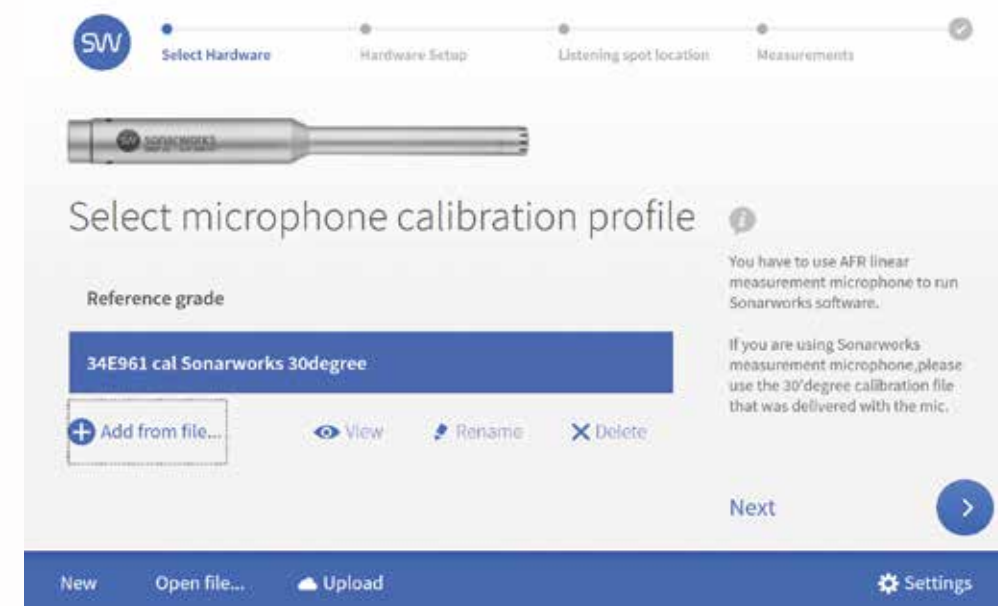 SW
Select Hardware
Hardware Setup
Listening spot location
Measurements
SW sonarworks
Select microphone calibration profile
You have to use AFR linear
measurement microphone to run
Sonarworks software.
If you are using Sonarworks
measurement microphone,please
use the 30'degree calibration file
that was delivered with the mic.
Reference grade
34E961 cal Sonarworks 30degree
Add from file...
View
Rename
Delete
Next
New
Open file...
Upload
Settings